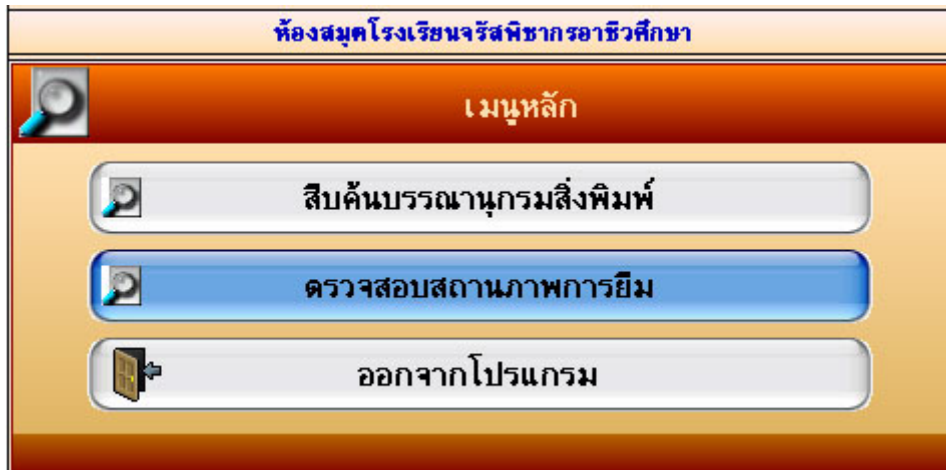 ห้องสมุดโรงเรียนจรัสพิชากรอาชีวศึกษา
เมนูหลัก
สืบค้นบรรณานุกรมสิ่งพิมพ์
ตรวจสอบสถานภาพการยืม
ออกจากโปรแกรม